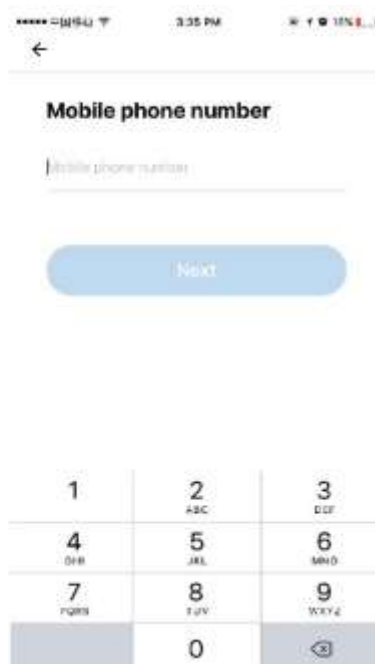 3:35 PM
Mobile phone number
Mobile phone number
Next
1
2
ABC
3
DEF
4
GHI
5
JKL
6
MNO
7
PQRS
8
TUV
9
WXYZ
0